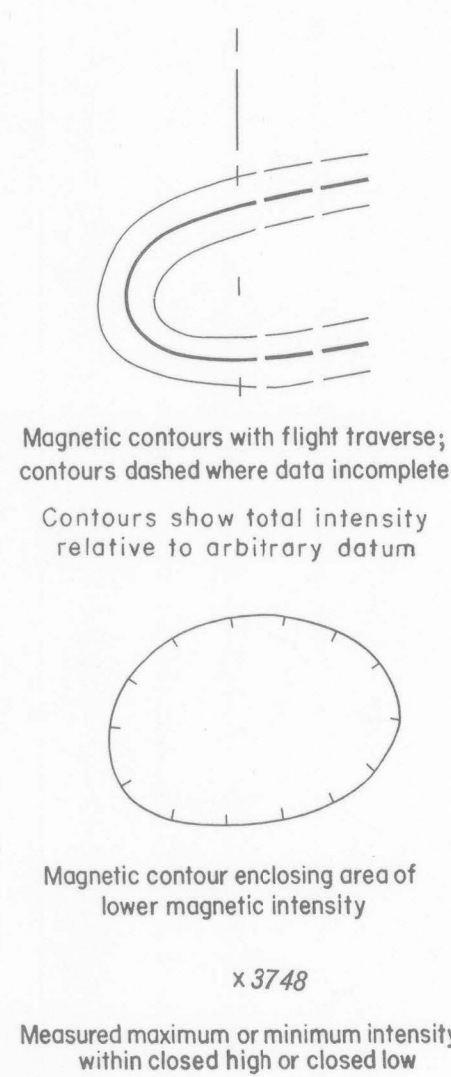 Magnetic contours with flight traverse;
contours dashed where data incomplete
Contours show total intensity
relative to arbitrary datum
Magnetic contour enclosing area of
lower magnetic intensity
x 3748
Measured maximum or minimum intensity
within closed high or closed low